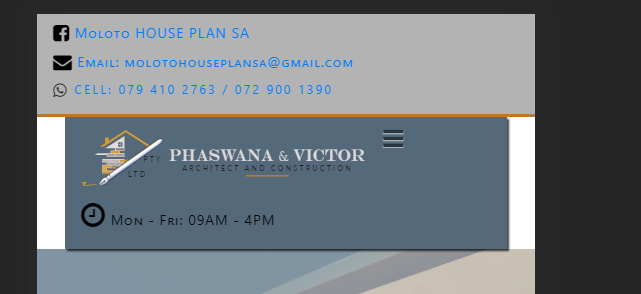 Moloto HOUSE PLAN SA
Email: molotohouseplansa@gmail.com
CELL: 079 410 2763 / 072 900 1390
PTY
LTD
PHASWANA & VICTOR
ARCHITECT AND CONSTRUCTION
Mon - Fri: 09AM - 4PM